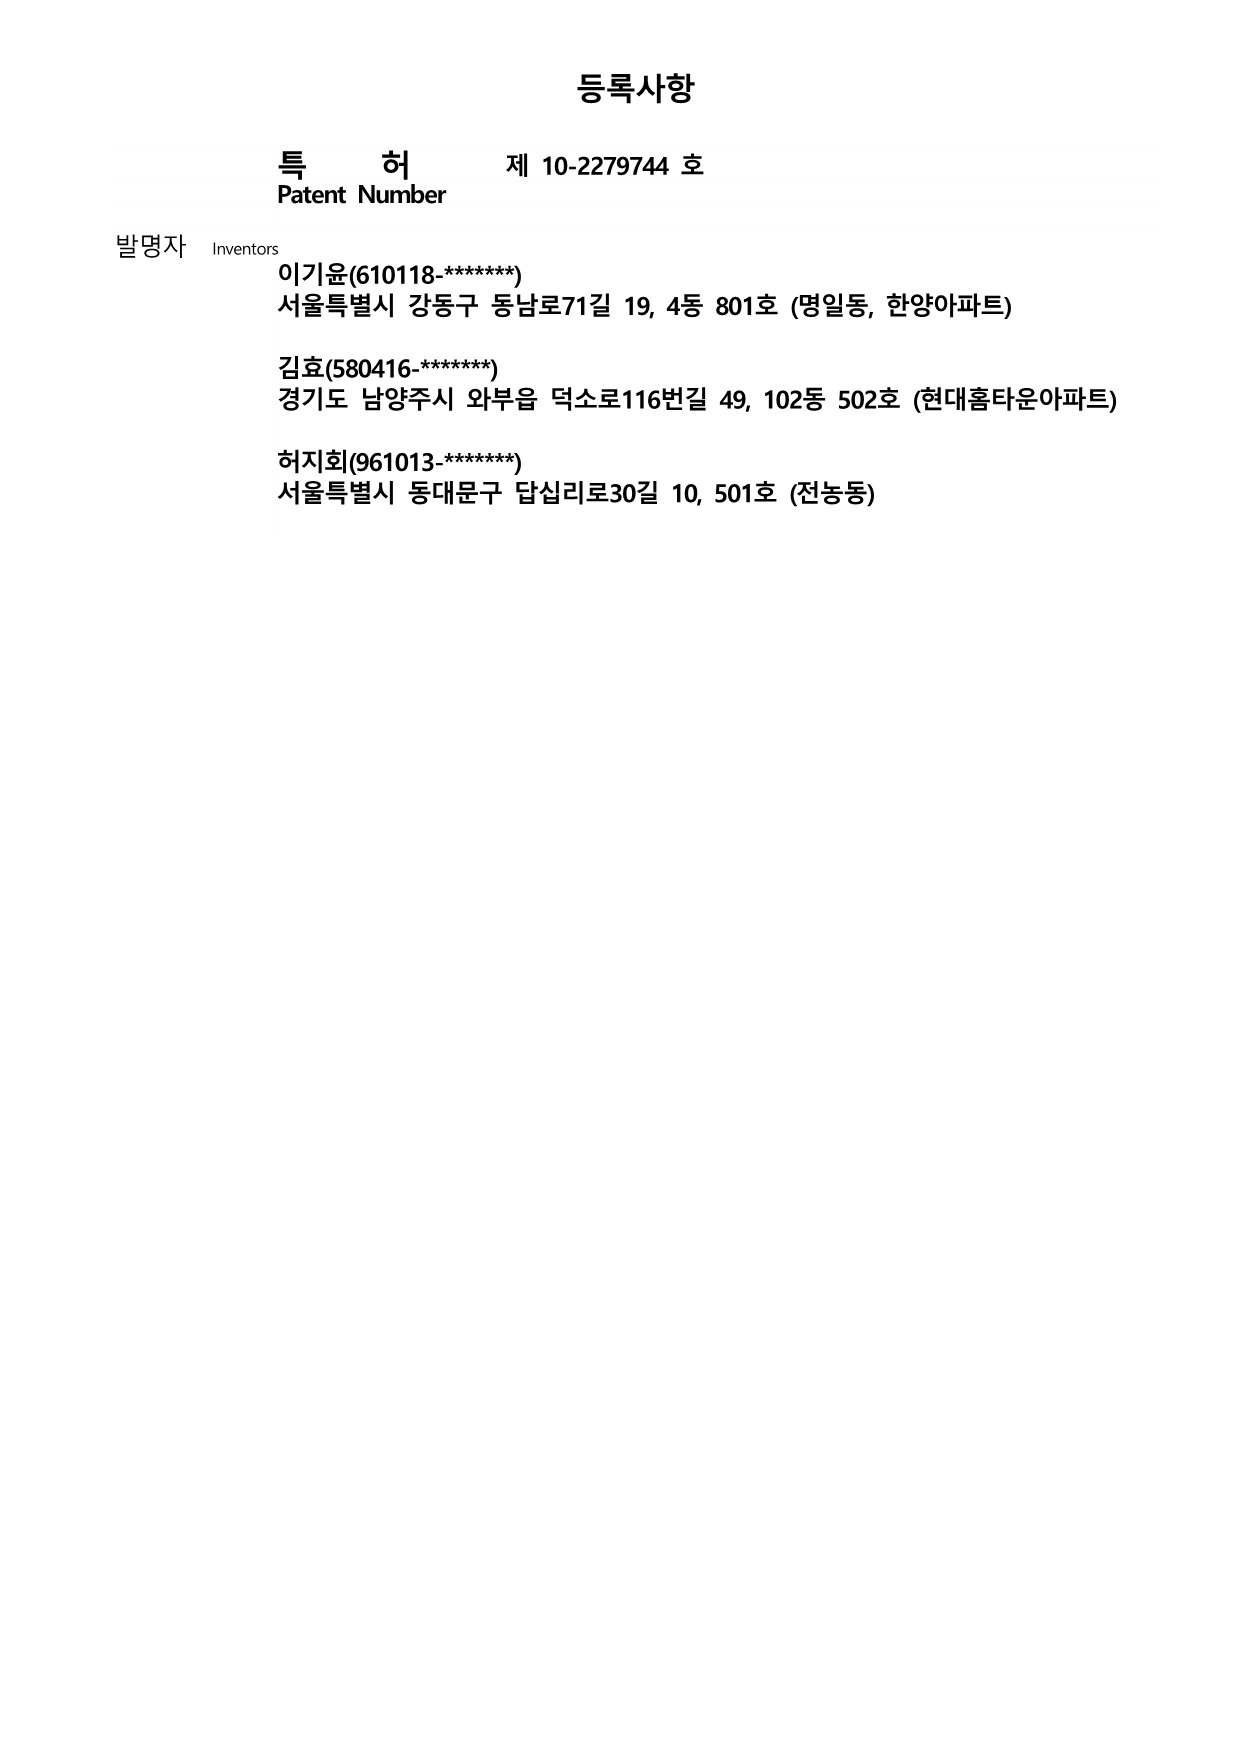 등록사항
특 허 제 10-2279744 호
Patent Number
발명자 Inventors
이기윤(610118-*******)
서울특별시 강동구 동남로71길 19, 4동 801호 (명일동, 한양아파트)
김효(580416-*******)
경기도 남양주시 와부읍 덕소로116번길 49, 102동 502호 (현대홈타운아파트)
허지회(961013-*******)
서울특별시 동대문구 답십리로30길 10, 501호 (전농동)